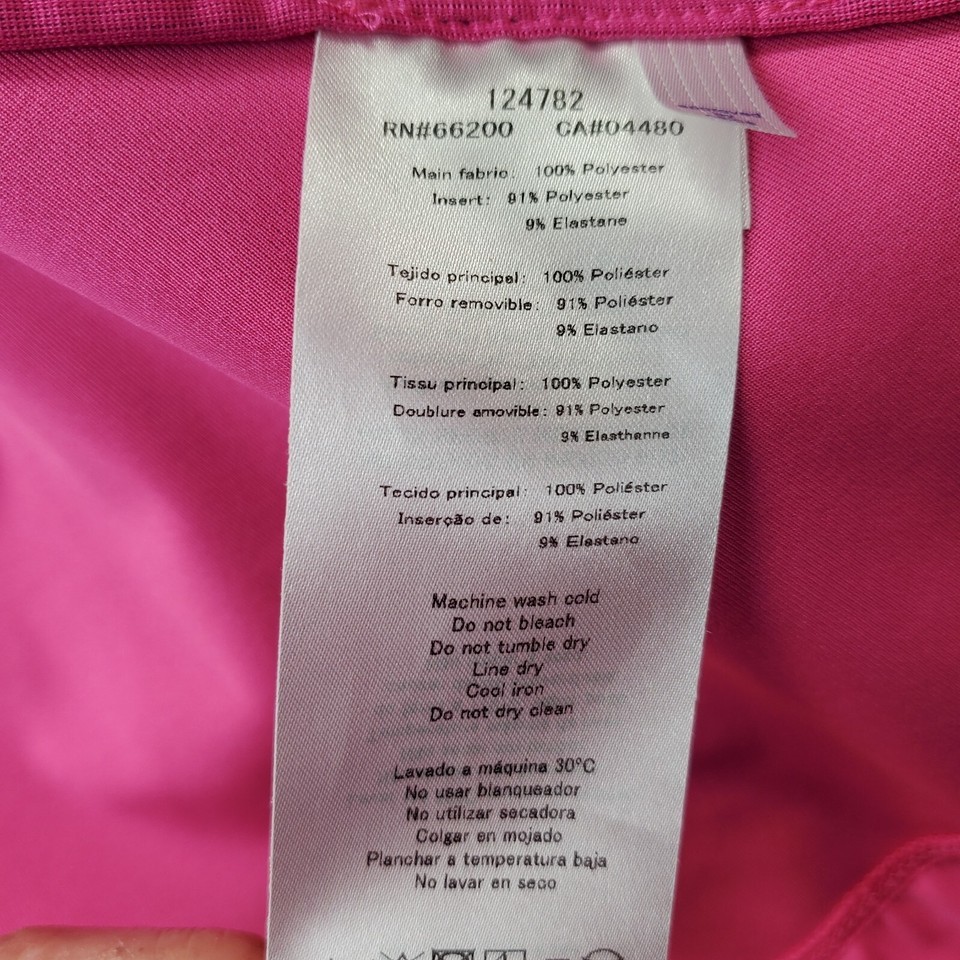 124782
RN#66200 CA#04480
Main fabric: 100% Polyester
Insert: 91% Polyester
9% Elastane
Tejido principal: 100% Poliéster
Forro removible: 91% Poliéster
9% Elastano
Tissu principal: 100% Polyester
Doublure amovible: 91% Polyester
9% Elasthanne
Tecido principal: 100% Poliéster
Inserção de: 91% Poliéster
9% Elastano
Machine wash cold
Do not bleach
Do not tumble dry
Line dry
Cool iron
Do not dry clean
Lavado a máquina 30°C
No usar blanqueador
No utilizar secadora
Colgar en mojado
Planchar a temperatura baja
No lavar en seco